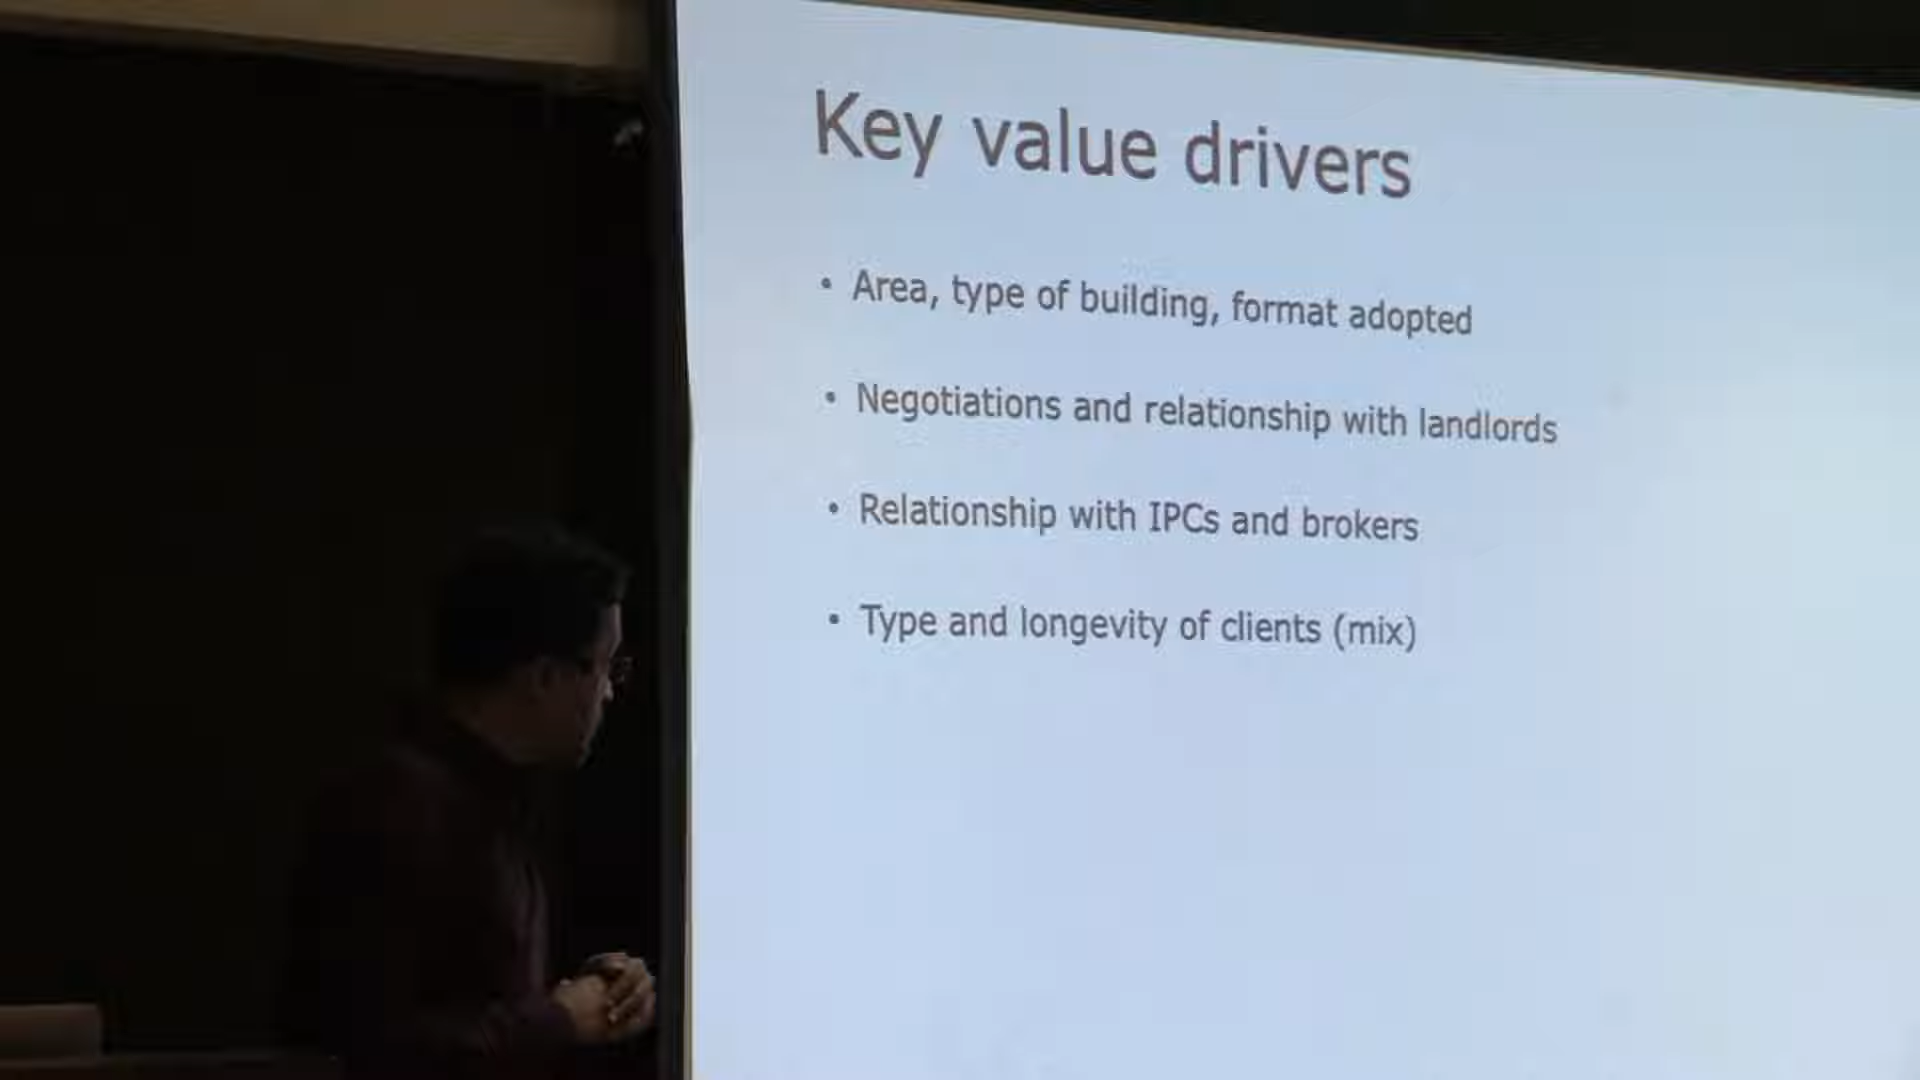 Key value drivers
• Area, type of building, format adopted
• Negotiations and relationship with landlords
• Relationship with IPCs and brokers
• Type and longevity of clients (mix)